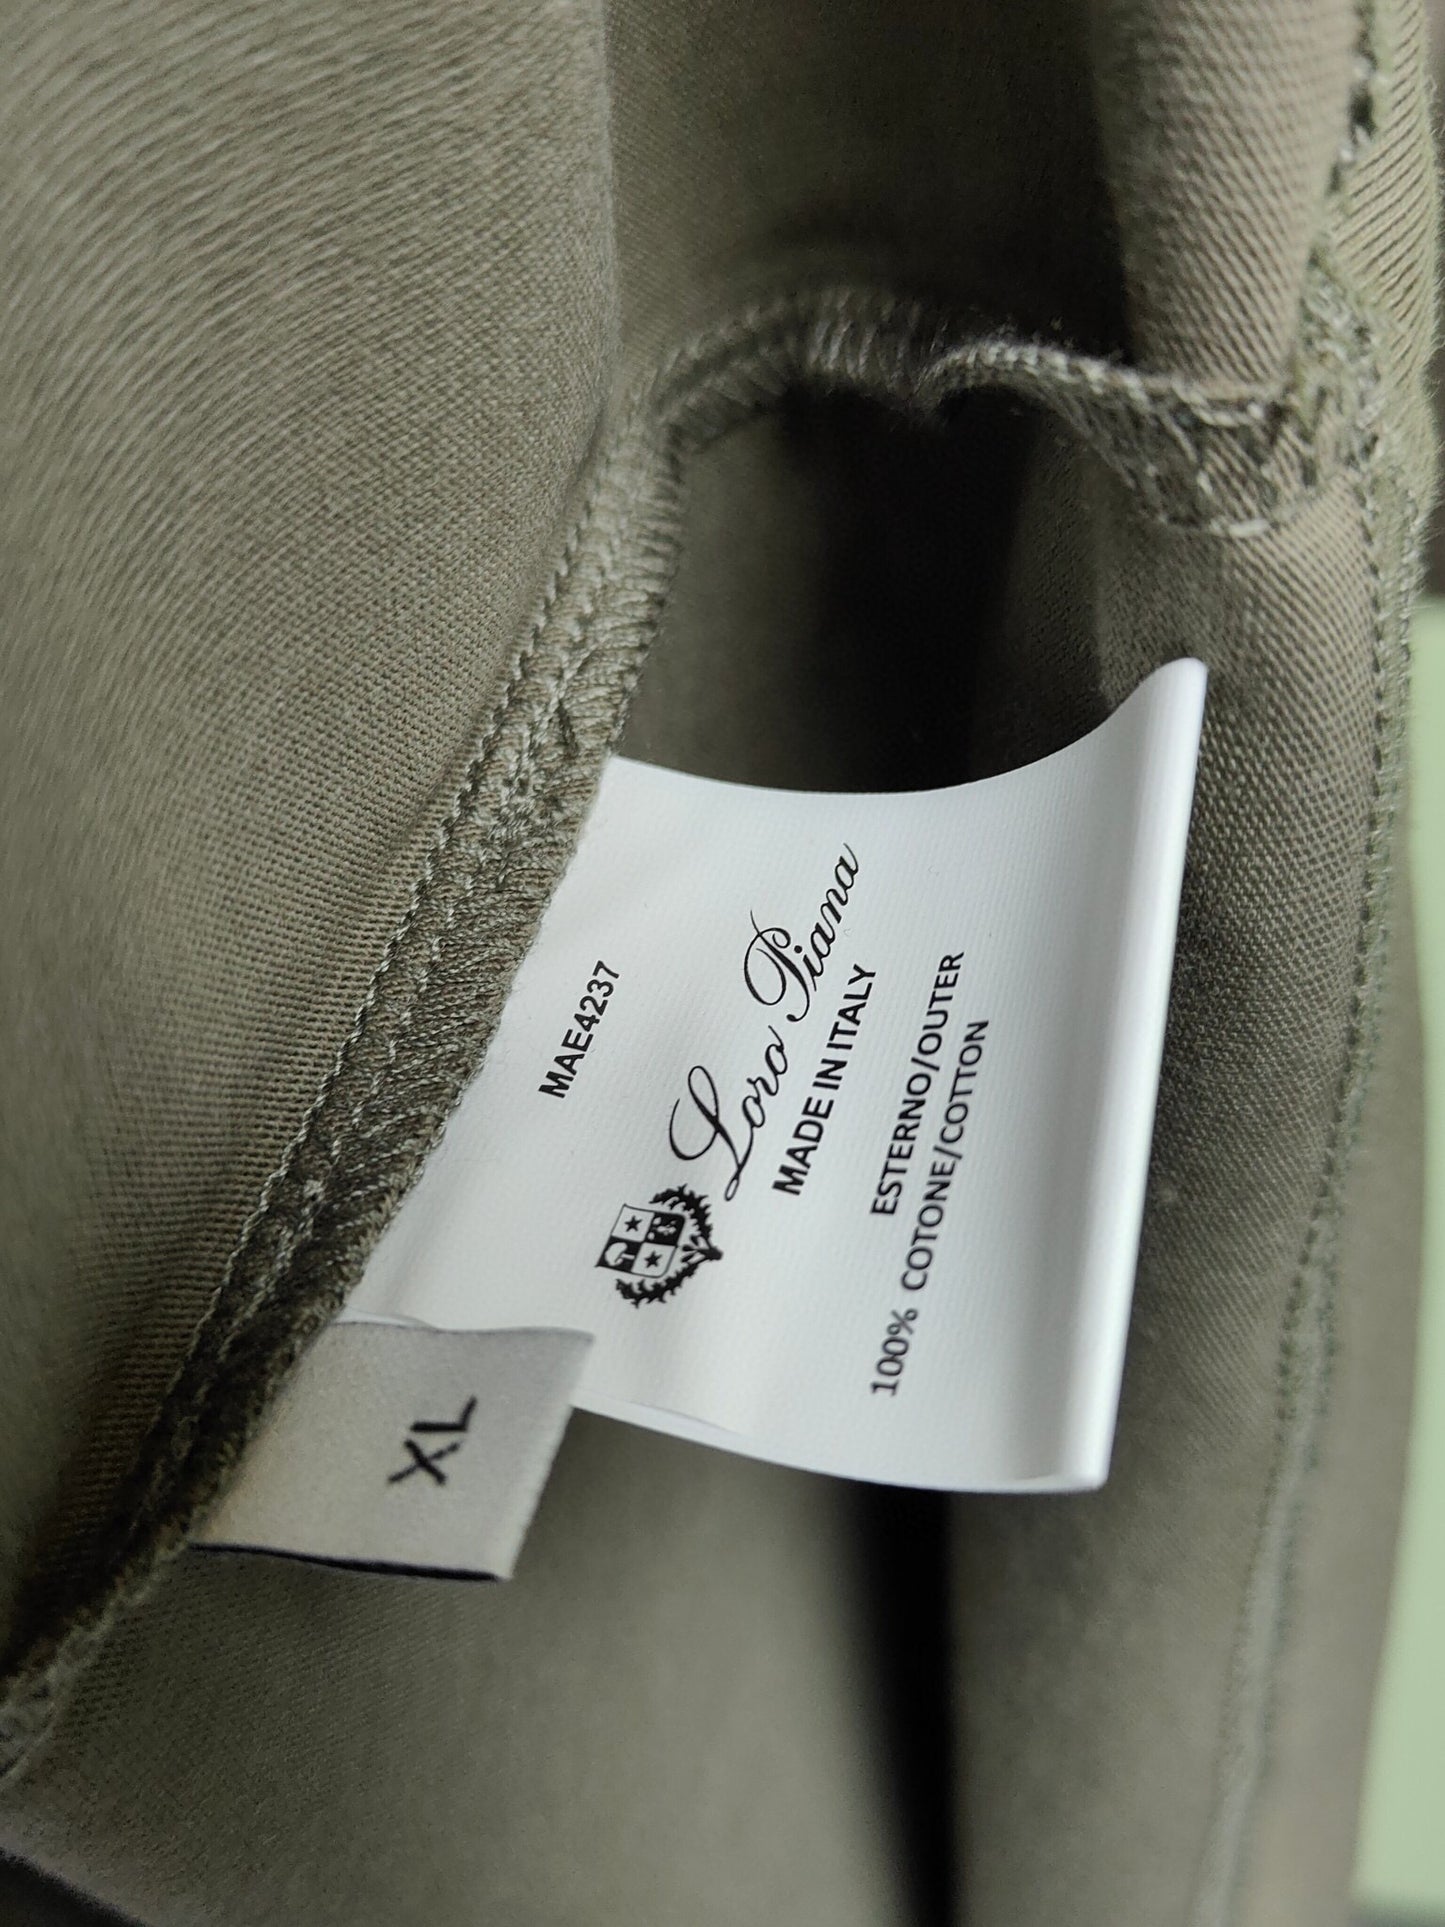 MAE4237
Loro Piana
MADE IN ITALY
ESTERNO/OUTER
100% COTONE/COTTON
XL